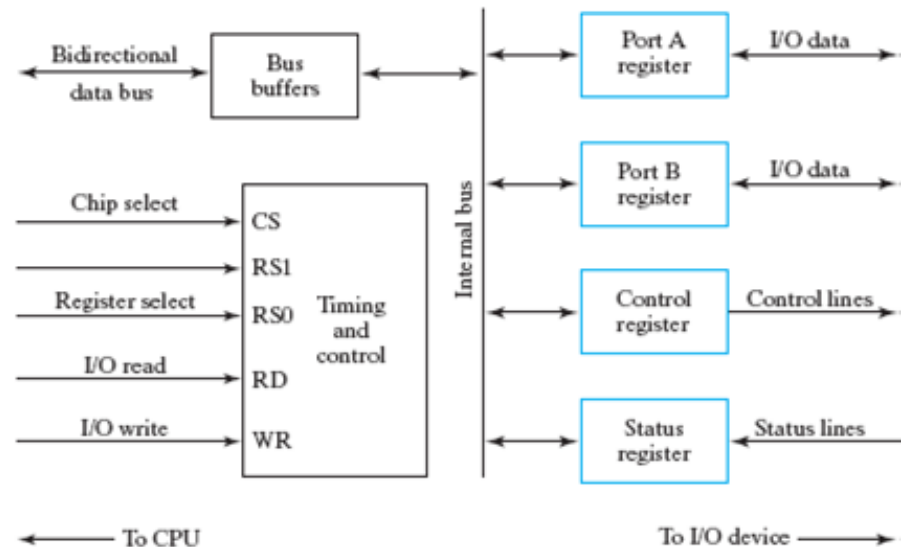 Bidirectional
data bus
Bus
buffers
Chip select
CS
RS1
Register select
RS0
I/O read
RD
I/O write
WR
Timing
and
control
Internal bus
Port A
register
I/O data
Port B
register
I/O data
Control
register
Control lines
Status
register
Status lines
To CPU
To I/O device